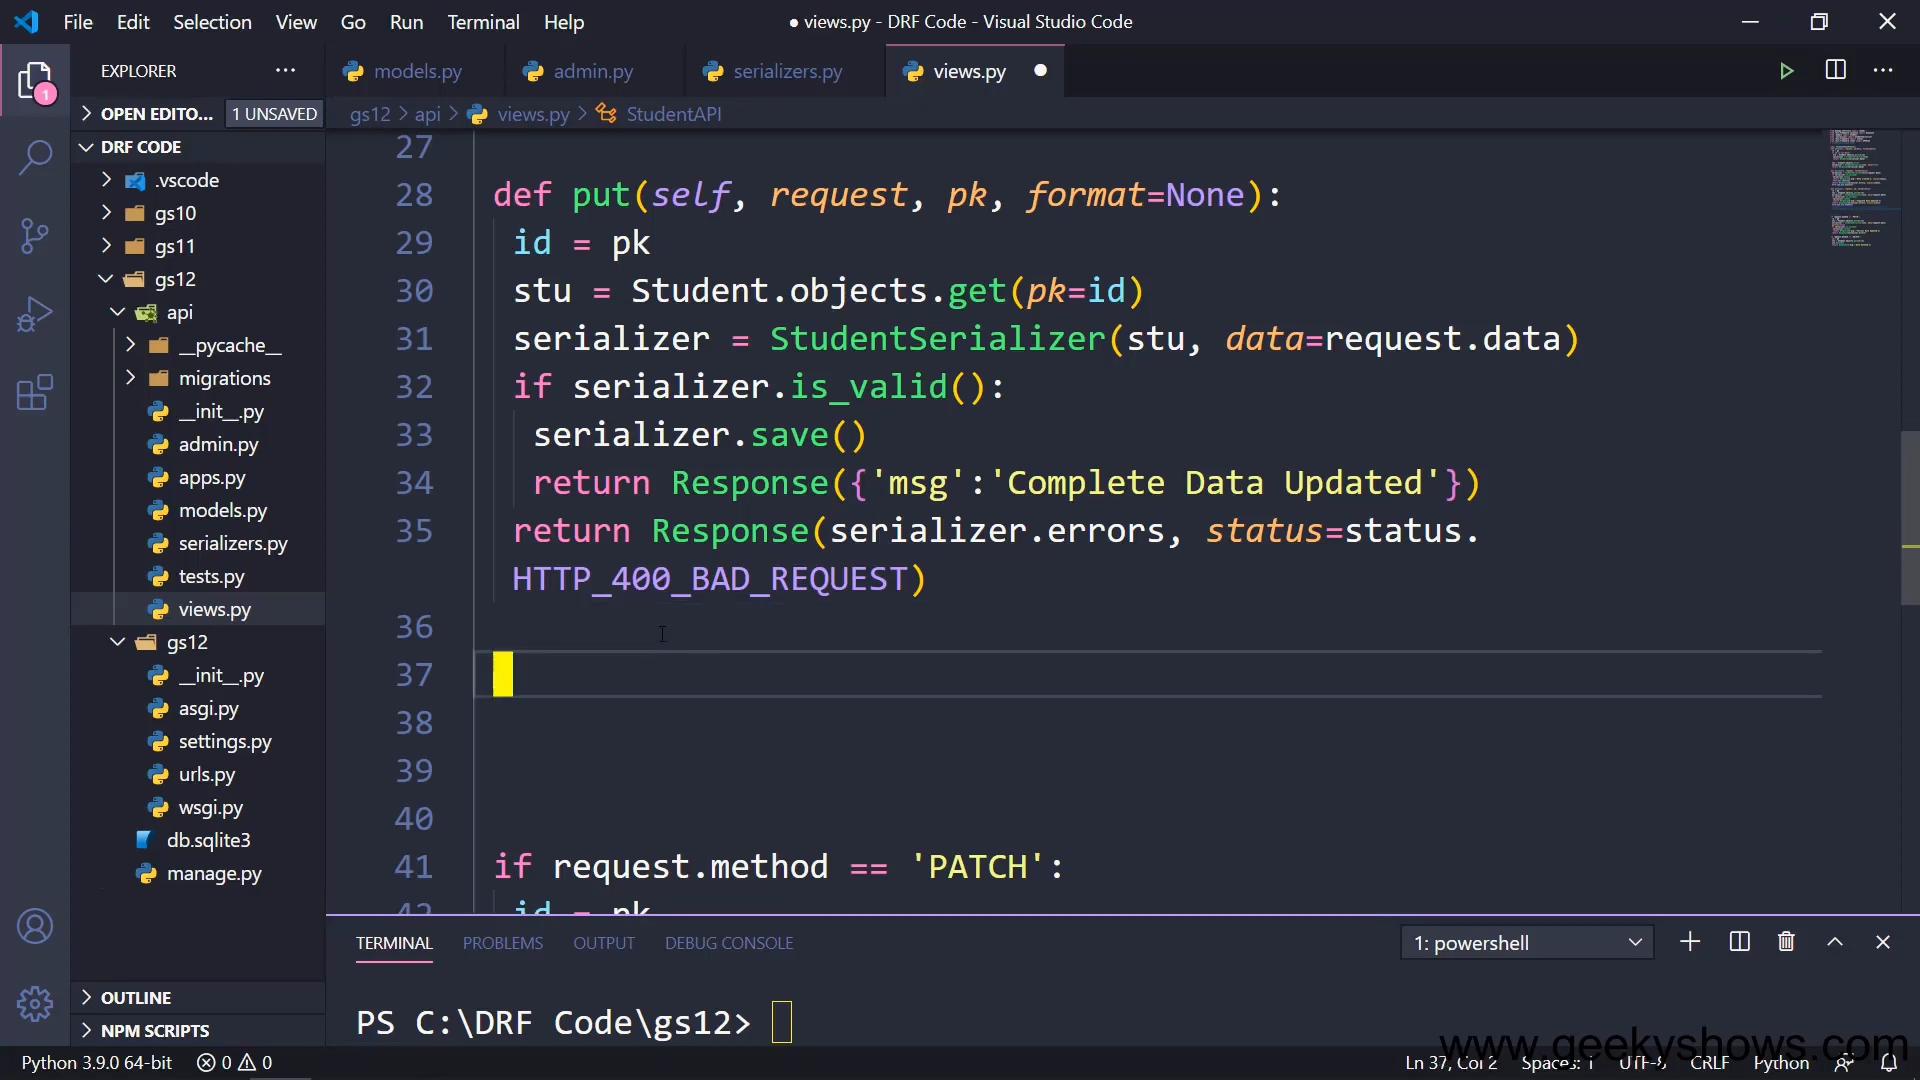 File Edit Selection View Go Run Terminal Help
● views.py - DRF Code - Visual Studio Code
EXPLORER
models.py
admin.py
serializers.py
views.py
1
OPEN EDITO... 1 UNSAVED
gs12 > api > views.py > StudentAPI
DRF CODE
.vscode
gs10
gs11
gs12
api
__pycache__
migrations
__init__.py
admin.py
apps.py
models.py
serializers.py
tests.py
views.py
gs12
__init__.py
asgi.py
settings.py
urls.py
wsgi.py
db.sqlite3
manage.py
OUTLINE
NPM SCRIPTS
27
28 def put(self, request, pk, format=None):
29 id = pk
30 stu = Student.objects.get(pk=id)
31 serializer = StudentSerializer(stu, data=request.data)
32 if serializer.is_valid():
33 serializer.save()
34 return Response({'msg':'Complete Data Updated'})
35 return Response(serializer.errors, status=status.
HTTP_400_BAD_REQUEST)
36
37
38
39
40
41 if request.method == 'PATCH':
42 id = pk
TERMINAL PROBLEMS OUTPUT DEBUG CONSOLE
1: powershell
PS C:\DRF Code\gs12>
www.geekyshows.com
Python 3.9.0 64-bit 0 0
Ln 37, Col 2 Spaces: 1 UTF-8 CRLF Python